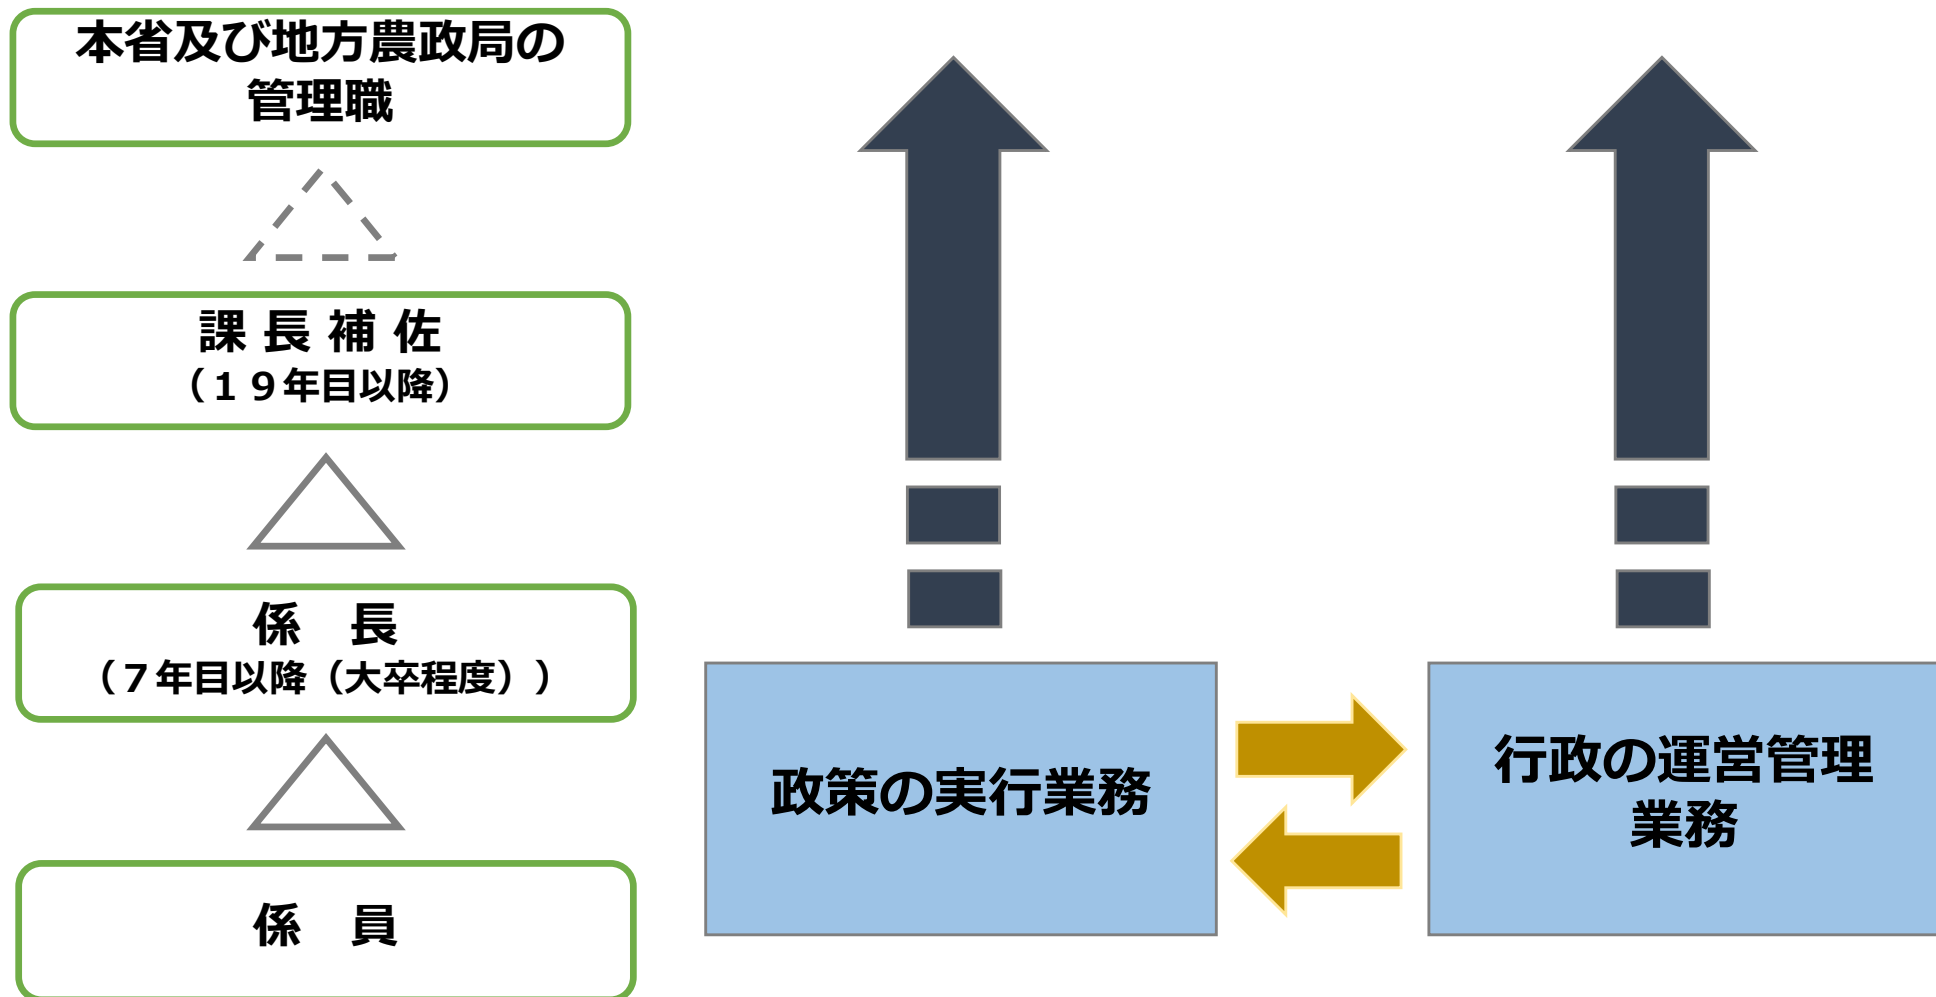 本省及び地方農政局の
管理職
課 長 補 佐
（１９年目以降）
係　長
（７年目以降（大卒程度））
係　員
政策の実行業務
行政の運営管理
業務